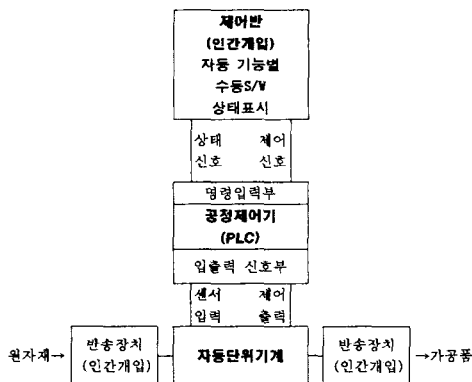 제어반
(인간개입)
자동 기능별
수동S/W
상태표시
상태 제어
신호 신호
명령입력부
공정제어기
(PLC)
입출력 신호부
센서 제어
입력 출력
원자재→ 반송장치 (인간개입) 자동단위기계 반송장치 (인간개입) →가공품